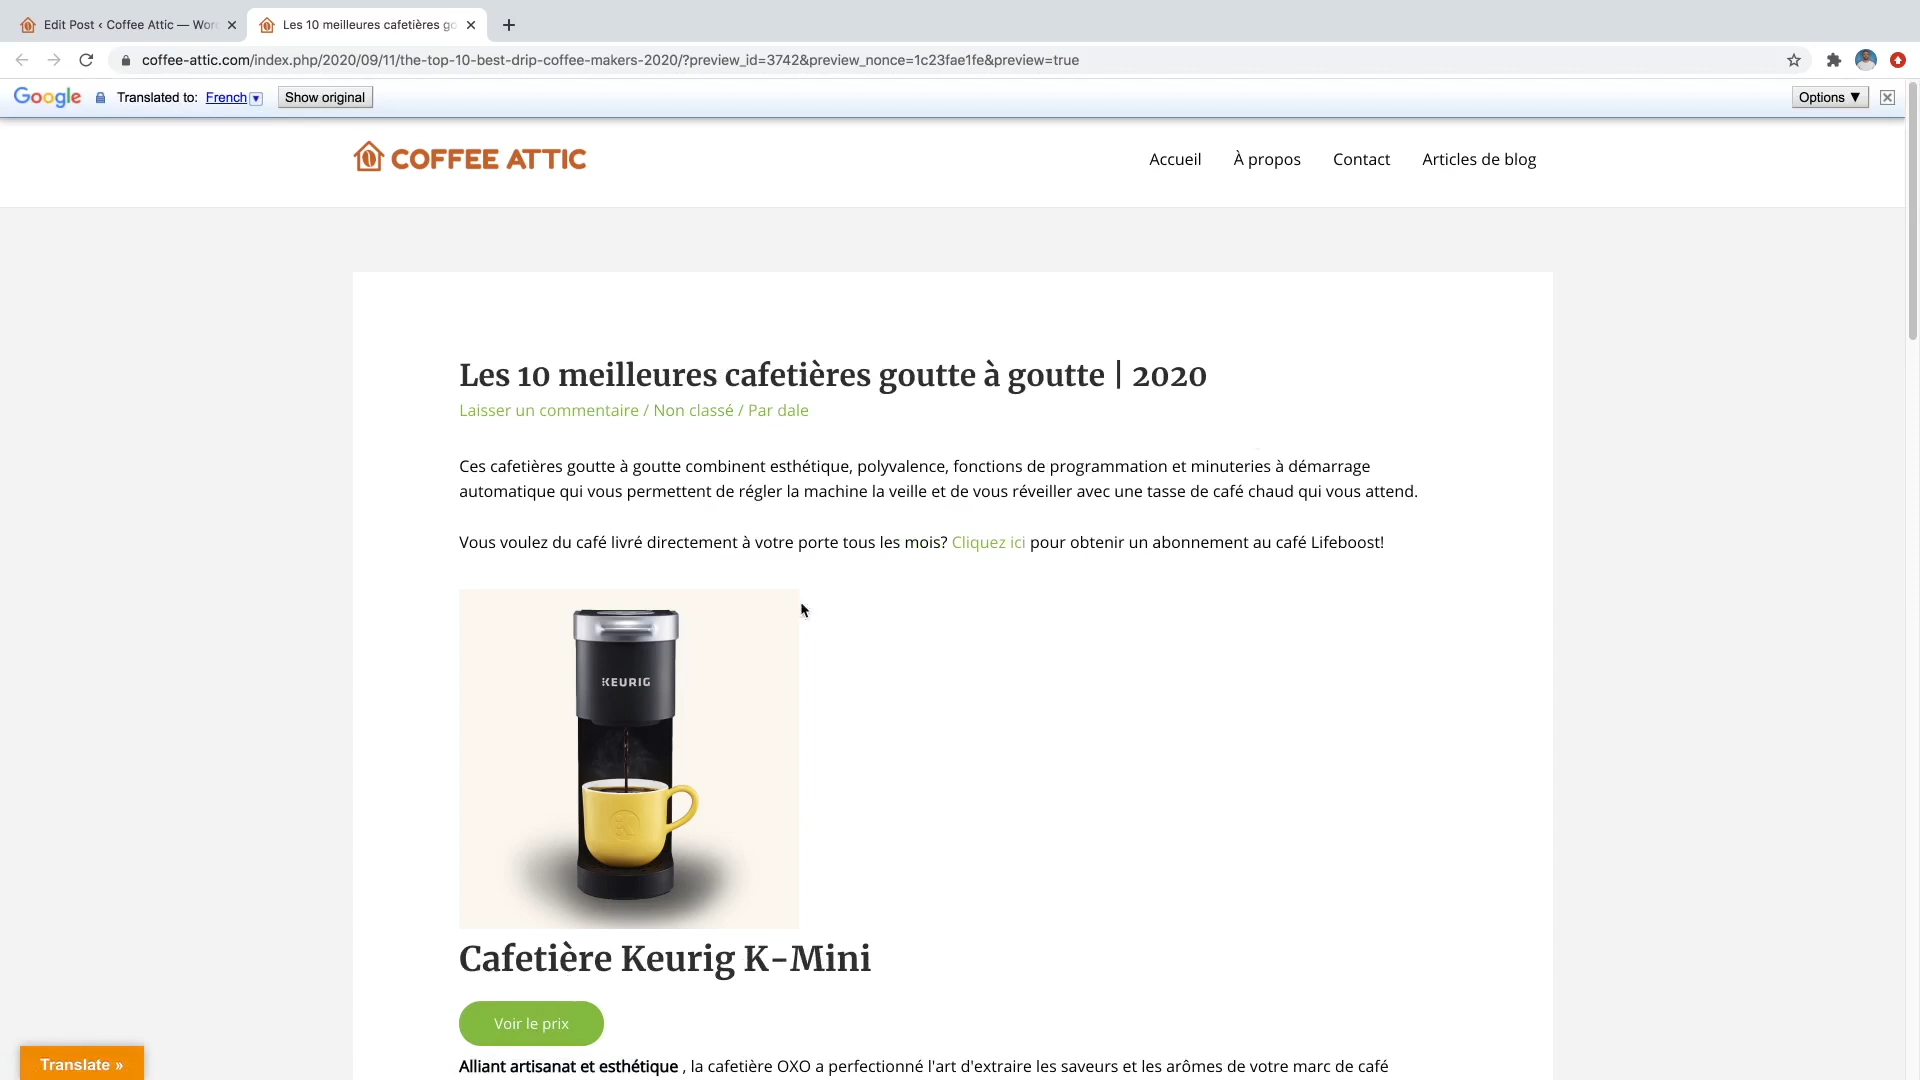 Edit Post ‹ Coffee Attic — Wor
Les 10 meilleures cafetières go
coffee-attic.com/index.php/2020/09/11/the-top-10-best-drip-coffee-makers-2020/?preview_id=3742&preview_nonce=1c23fae1fe&preview=true
Google Translated to: French Show original Options ▼
COFFEE ATTIC
Accueil À propos Contact Articles de blog
Les 10 meilleures cafetières goutte à goutte | 2020
Laisser un commentaire / Non classé / Par dale
Ces cafetières goutte à goutte combinent esthétique, polyvalence, fonctions de programmation et minuteries à démarrage
automatique qui vous permettent de régler la machine la veille et de vous réveiller avec une tasse de café chaud qui vous attend.
Vous voulez du café livré directement à votre porte tous les mois? Cliquez ici pour obtenir un abonnement au café Lifeboost!
KEURIG
Cafetière Keurig K-Mini
Voir le prix
Alliant artisanat et esthétique , la cafetière OXO a perfectionné l'art d'extraire les saveurs et les arômes de votre marc de café
Translate »